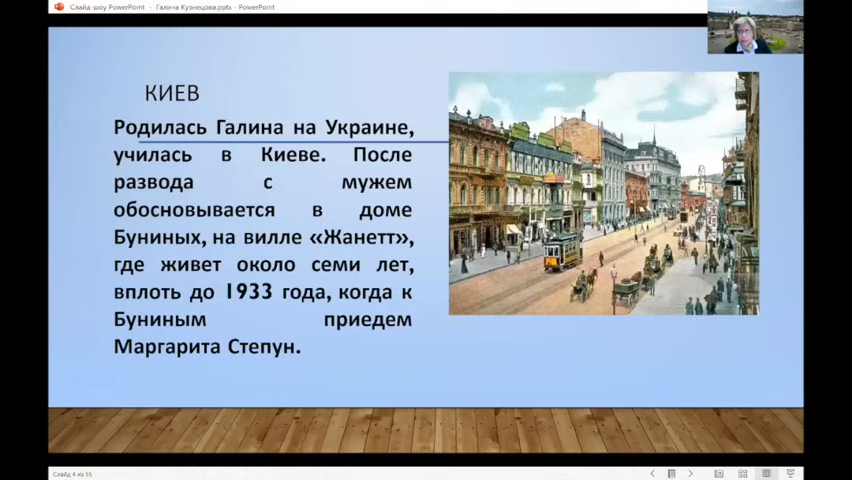 Слайд-шоу PowerPoint - Галина Кузнецова.pptx - PowerPoint
КИЕВ
Родилась Галина на Украине,
училась в Киеве. После
развода с мужем
обосновывается в доме
Буниных, на вилле «Жанетт»,
где живет около семи лет,
вплоть до 1933 года, когда к
Буниным приедем
Маргарита Степун.
Слайд 4 из 55